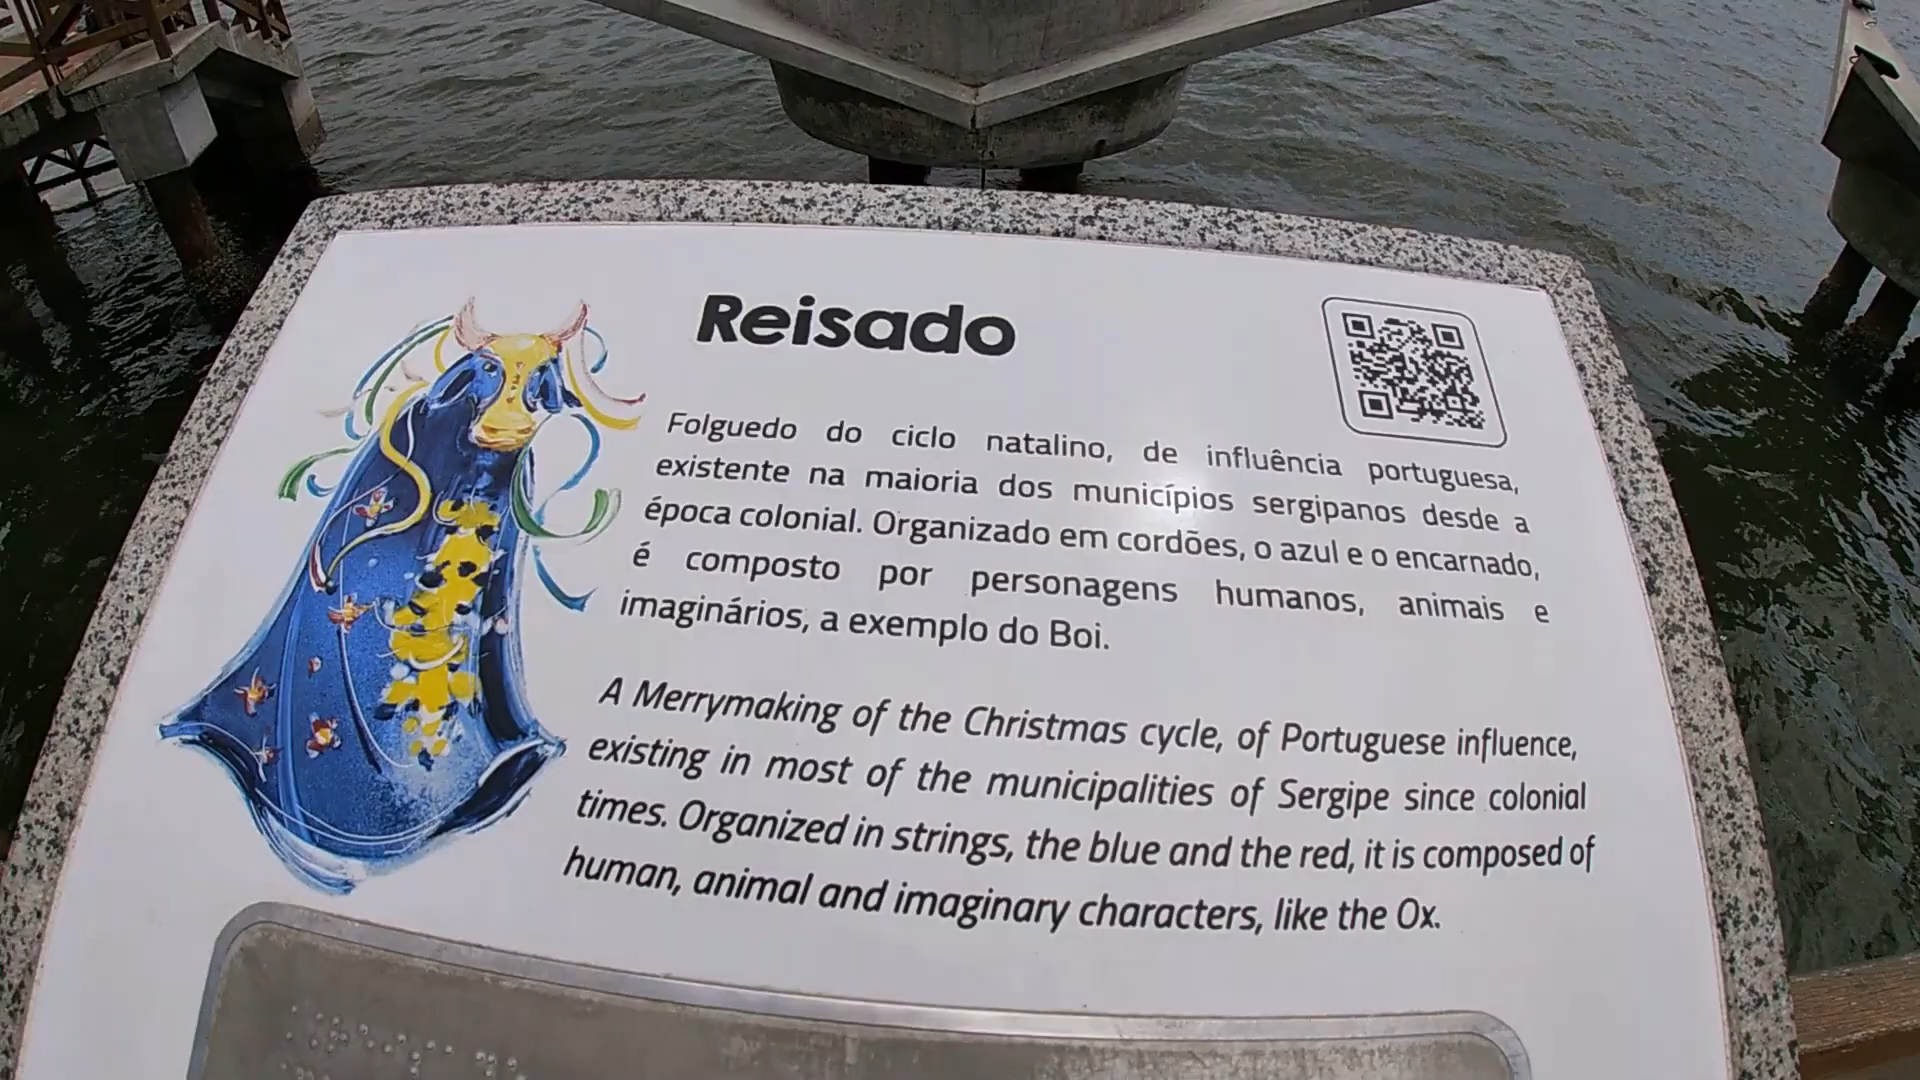 Reisado
Folguedo do ciclo natalino, de influência portuguesa,
existente na maioria dos municípios sergipanos desde a
época colonial. Organizado em cordões, o azul e o encarnado,
é composto por personagens humanos, animais e
imaginários, a exemplo do Boi.
A Merrymaking of the Christmas cycle, of Portuguese influence,
existing in most of the municipalities of Sergipe since colonial
times. Organized in strings, the blue and the red, it is composed of
human, animal and imaginary characters, like the Ox.